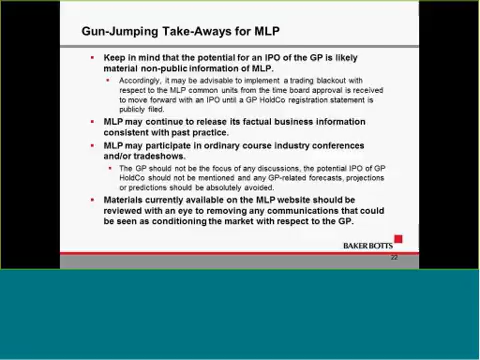 Gun-Jumping Take-Aways for MLP
▪ Keep in mind that the potential for an IPO of the GP is likely
material non-public information of MLP.
▪ Accordingly, it may be advisable to implement a trading blackout with
respect to the MLP common units from the time board approval is received
to move forward with an IPO until a GP HoldCo registration statement is
publicly filed.
▪ MLP may continue to release its factual business information
consistent with past practice.
▪ MLP may participate in ordinary course industry conferences
and/or tradeshows.
▪ The GP should not be the focus of any discussions, the potential IPO of GP
HoldCo should not be mentioned and any GP-related forecasts, projections
or predictions should be absolutely avoided.
▪ Materials currently available on the MLP website should be
reviewed with an eye to removing any communications that could
be seen as conditioning the market with respect to the GP.
BAKER BOTTS
22